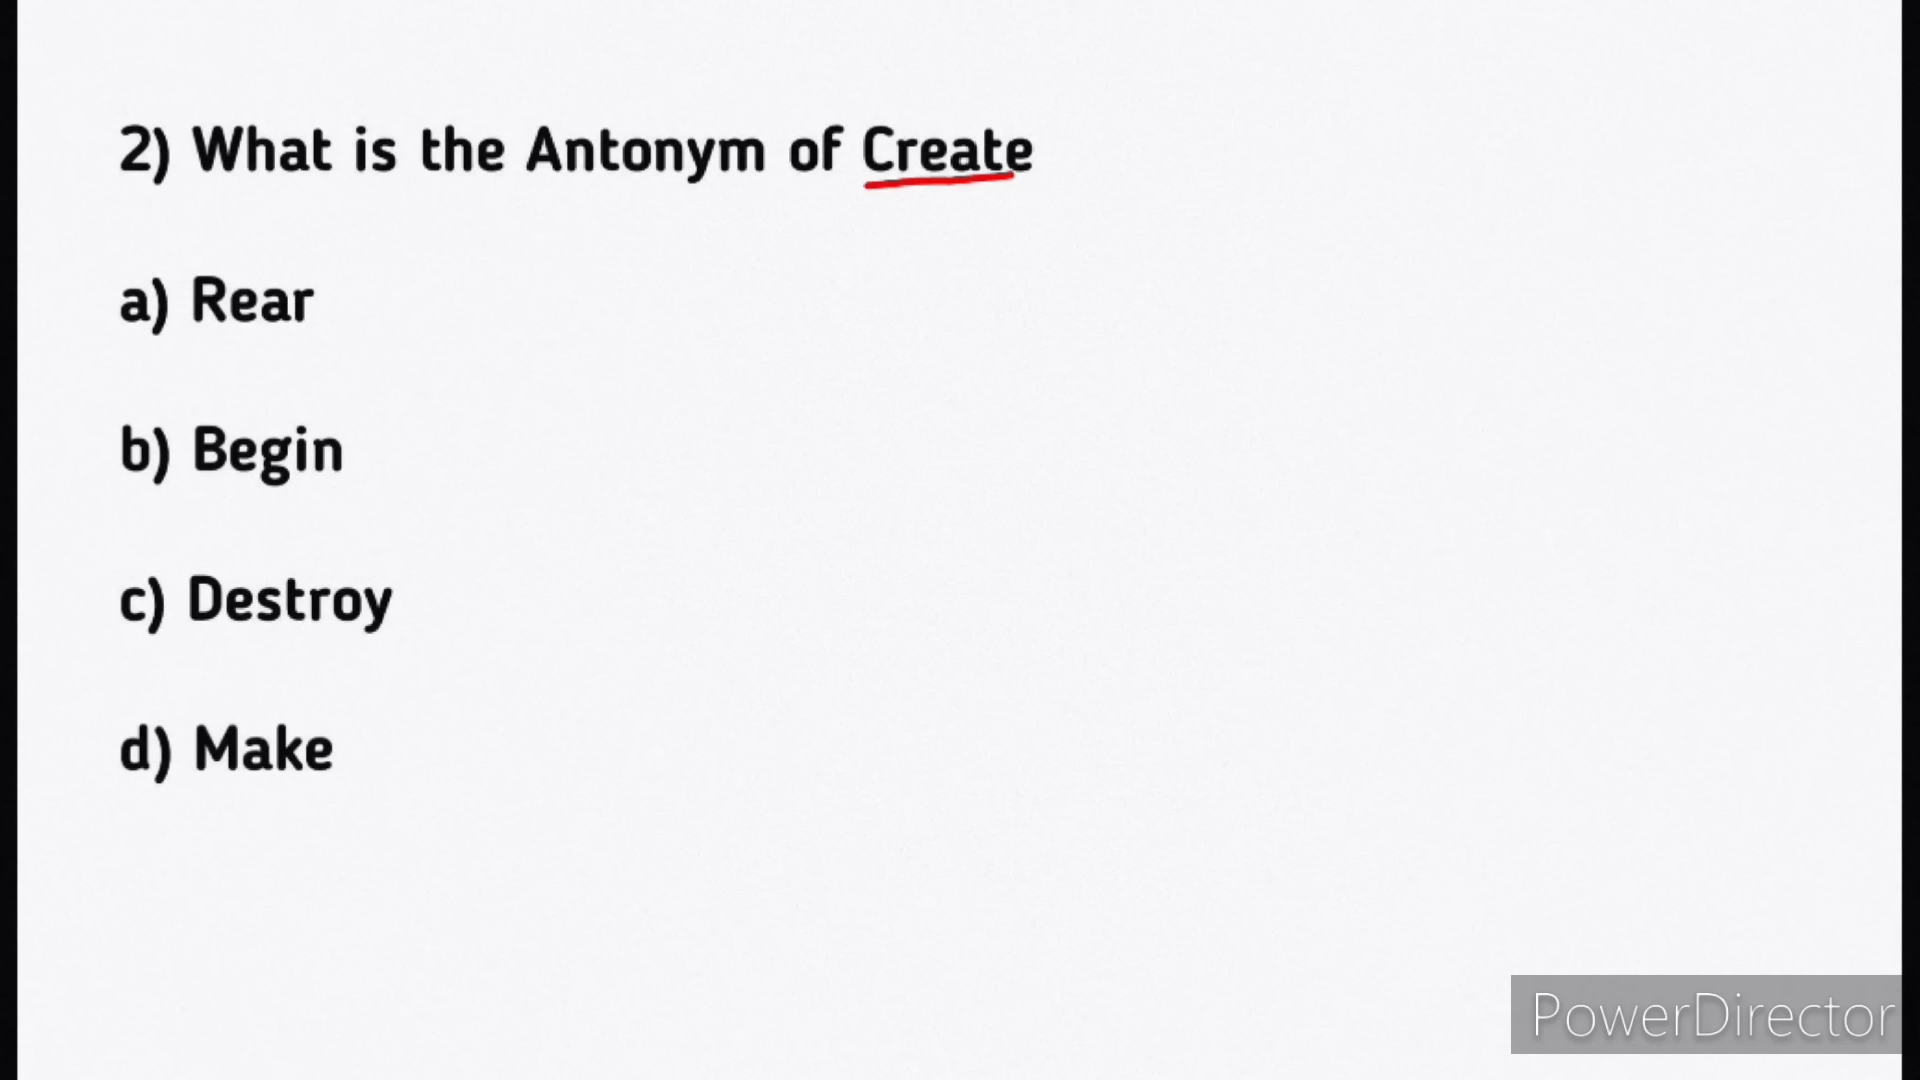 2) What is the Antonym of Create
a) Rear
b) Begin
c) Destroy
d) Make
PowerDirector